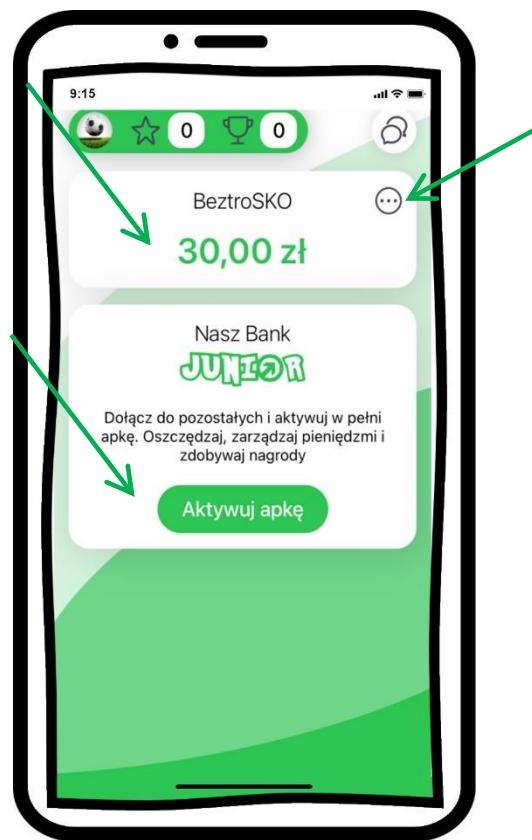 9:15
0 0
BeztroSKO
30,00 zł
Nasz Bank
JUNIOR
Dołącz do pozostałych i aktywuj w pełni
apkę. Oszczędzaj, zarządzaj pieniędzmi i
zdobywaj nagrody
Aktywuj apkę